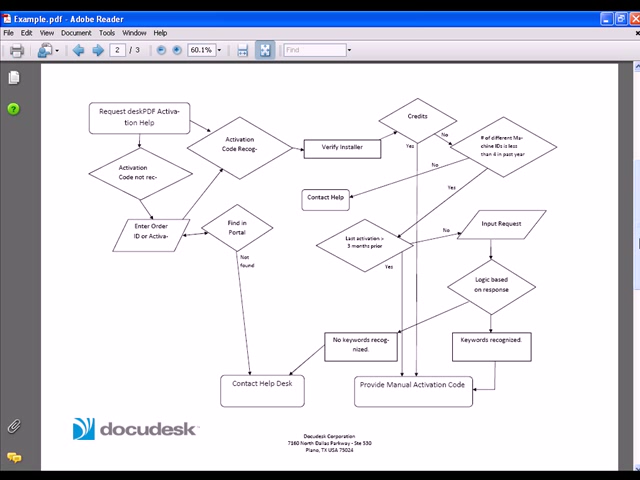 Example.pdf - Adobe Reader
File Edit View Document Tools Window Help
2 / 3 60.1% Find
Request deskPDF Activa-
tion Help
Activation
Code Recog-
Verify Installer
Credits
# of different Ma-
chine IDs is less
than 4 in past year
No
Yes
Activation
Code not rec-
No
Contact Help
Yes
Enter Order
ID or Activa-
Find in
Portal
Last activation >
3 months prior
No
Input Request
Not
found
Yes
Logic based
on response
No keywords recog-
nized.
Keywords recognized.
Contact Help Desk
Provide Manual Activation Code
docudesk
Docudesk Corporation
7160 North Dallas Parkway - Ste 530
Plano, TX USA 75024